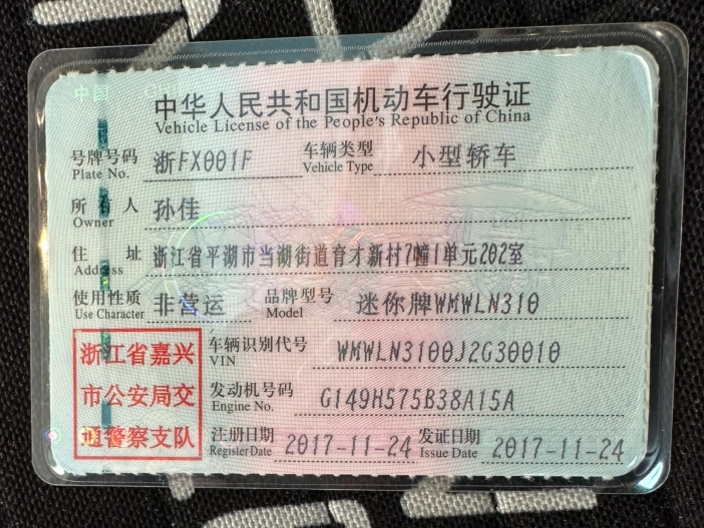 中国
中华人民共和国机动车行驶证
Vehicle License of the People's Republic of China
号牌号码 浙FX001F 车辆类型 小型轿车
Plate No. Vehicle Type
所有人 孙佳
Owner
住址 浙江省平湖市当湖街道育才新村7幢1单元202室
Address
使用性质 非营运 品牌型号 迷你牌WMWLN310
Use Character Model
浙江省嘉兴
市公安局交
通警察支队
车辆识别代号 WMWLN3100J2G30010
VIN
发动机号码 G149H575B38A15A
Engine No.
注册日期 2017-11-24 发证日期 2017-11-24
Register Date Issue Date